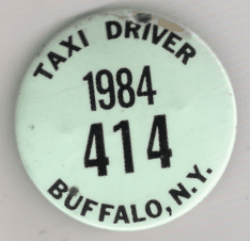 TAXI DRIVER
1984
414
BUFFALO, N.Y.